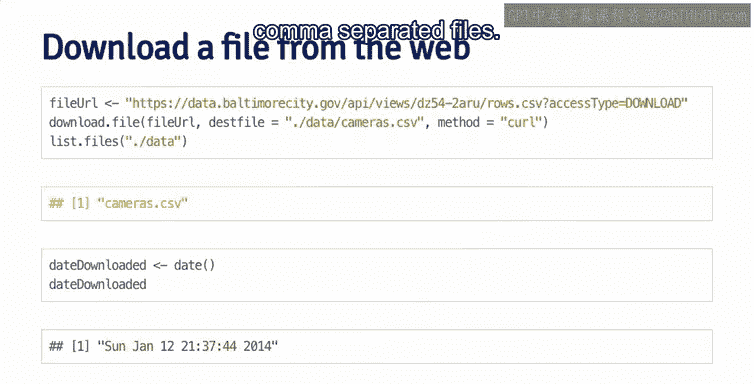 comma separated files.
Download a file from the web
fileUrl <- "https://data.baltimorecity.gov/api/views/dz54-2aru/rows.csv?accessType=DOWNLOAD"
download.file(fileUrl, destfile = "./data/cameras.csv", method = "curl")
list.files("./data")
## [1] "cameras.csv"
dateDownloaded <- date()
dateDownloaded
## [1] "Sun Jan 12 21:37:44 2014"